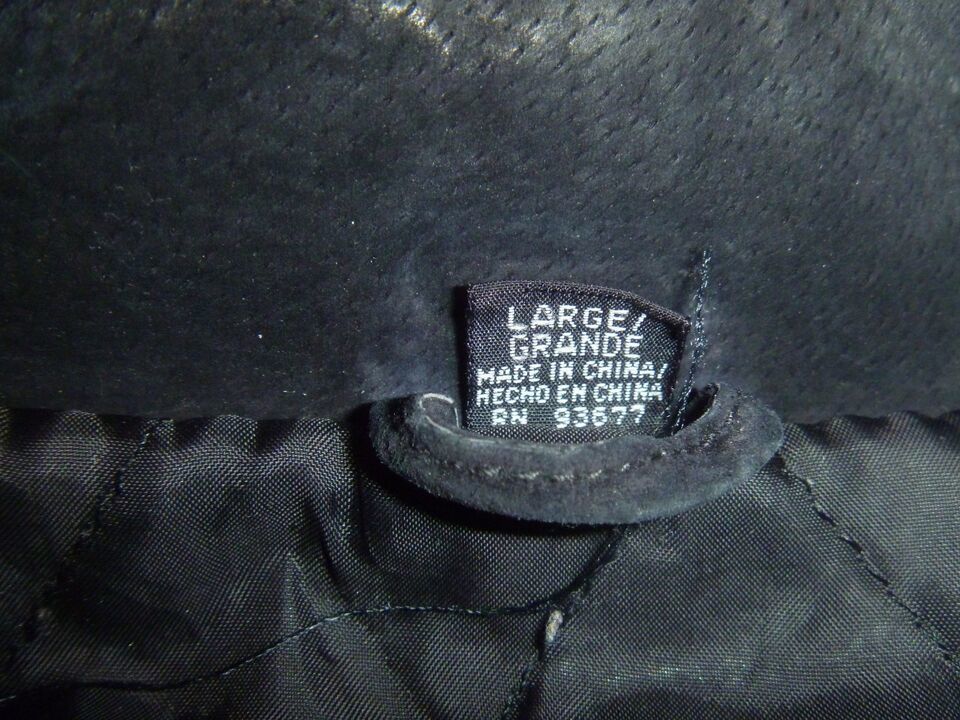 LARGE/
GRANDE
MADE IN CHINA/
HECHO EN CHINA
RN 93677